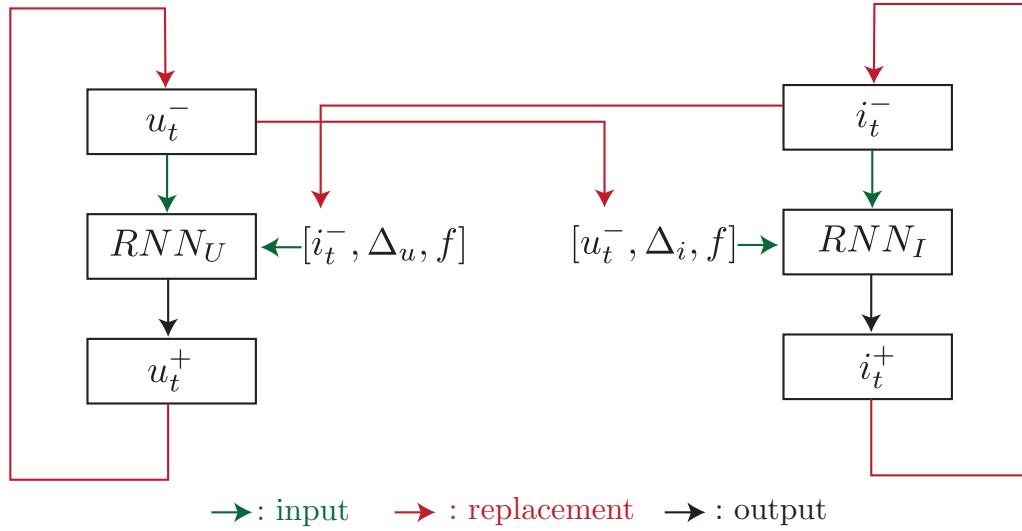 u_t^-
i_t^-
RNN_U
[i_t^-, Δ_u, f]
[u_t^-, Δ_i, f]
RNN_I
u_t^+
i_t^+
: input : replacement : output